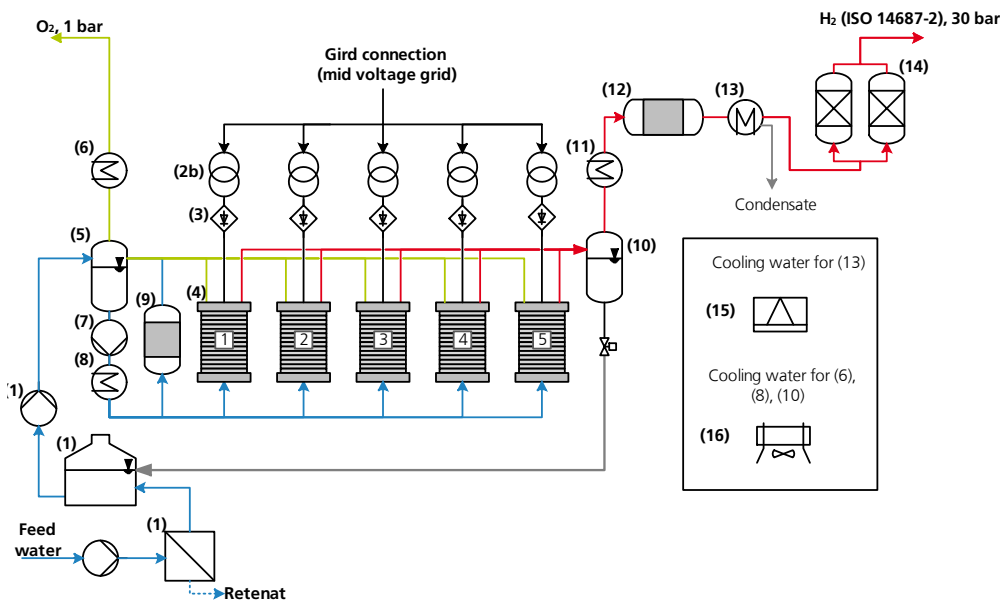 O₂, 1 bar
H₂ (ISO 14687-2), 30 bar
Gird connection
(mid voltage grid)
(12)
(13)
(14)
(6)
(2b)
(11)
(3)
Condensate
(5)
(10)
(9)
(4)
Cooling water for (13)
(15)
(7)
1
2
3
4
5
(8)
Cooling water for (6),
(8), (10)
1)
(1)
(16)
Feed
water
(1)
Retenat